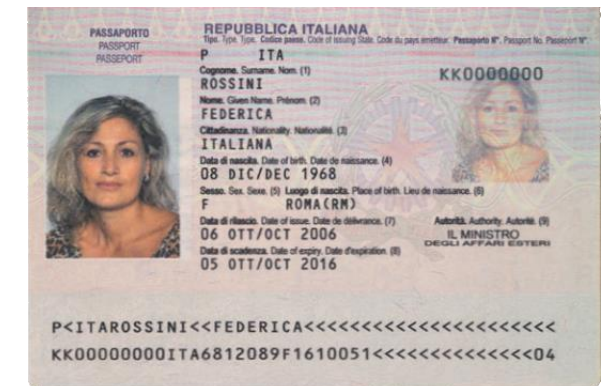 PASSAPORTO
PASSPORT
PASSEPORT
REPUBBLICA ITALIANA
Tipo. Type. Type. Codice paese. Code of issuing State. Code du pays emetteur. Passaporto N°. Passport No. Passeport N°
P ITA
KK0000000
Cognome. Surname. Nom. (1)
ROSSINI
Nome. Given Name. Prénom. (2)
FEDERICA
Cittadinanza. Nationality. Nationalité. (3)
ITALIANA
Data di nascita. Date of birth. Date de naissance. (4)
08 DIC/DEC 1968
Sesso. Sex. Sexe. (5) Luogo di nascita. Place of birth. Lieu de naissance. (6)
F ROMA(RM)
Data di rilascio. Date of issue. Date de délivrance. (7) Autorità. Authority. Autorité. (9)
06 OTT/OCT 2006 IL MINISTRO
DEGLI AFFARI ESTERI
Data di scadenza. Date of expiry. Date d'expiration. (8)
05 OTT/OCT 2016
P<ITAROSSINI<<FEDERICA<<<<<<<<<<<<<<<<<<<<<<
KK00000000ITA6812089F1610051<<<<<<<<<<<<<<04